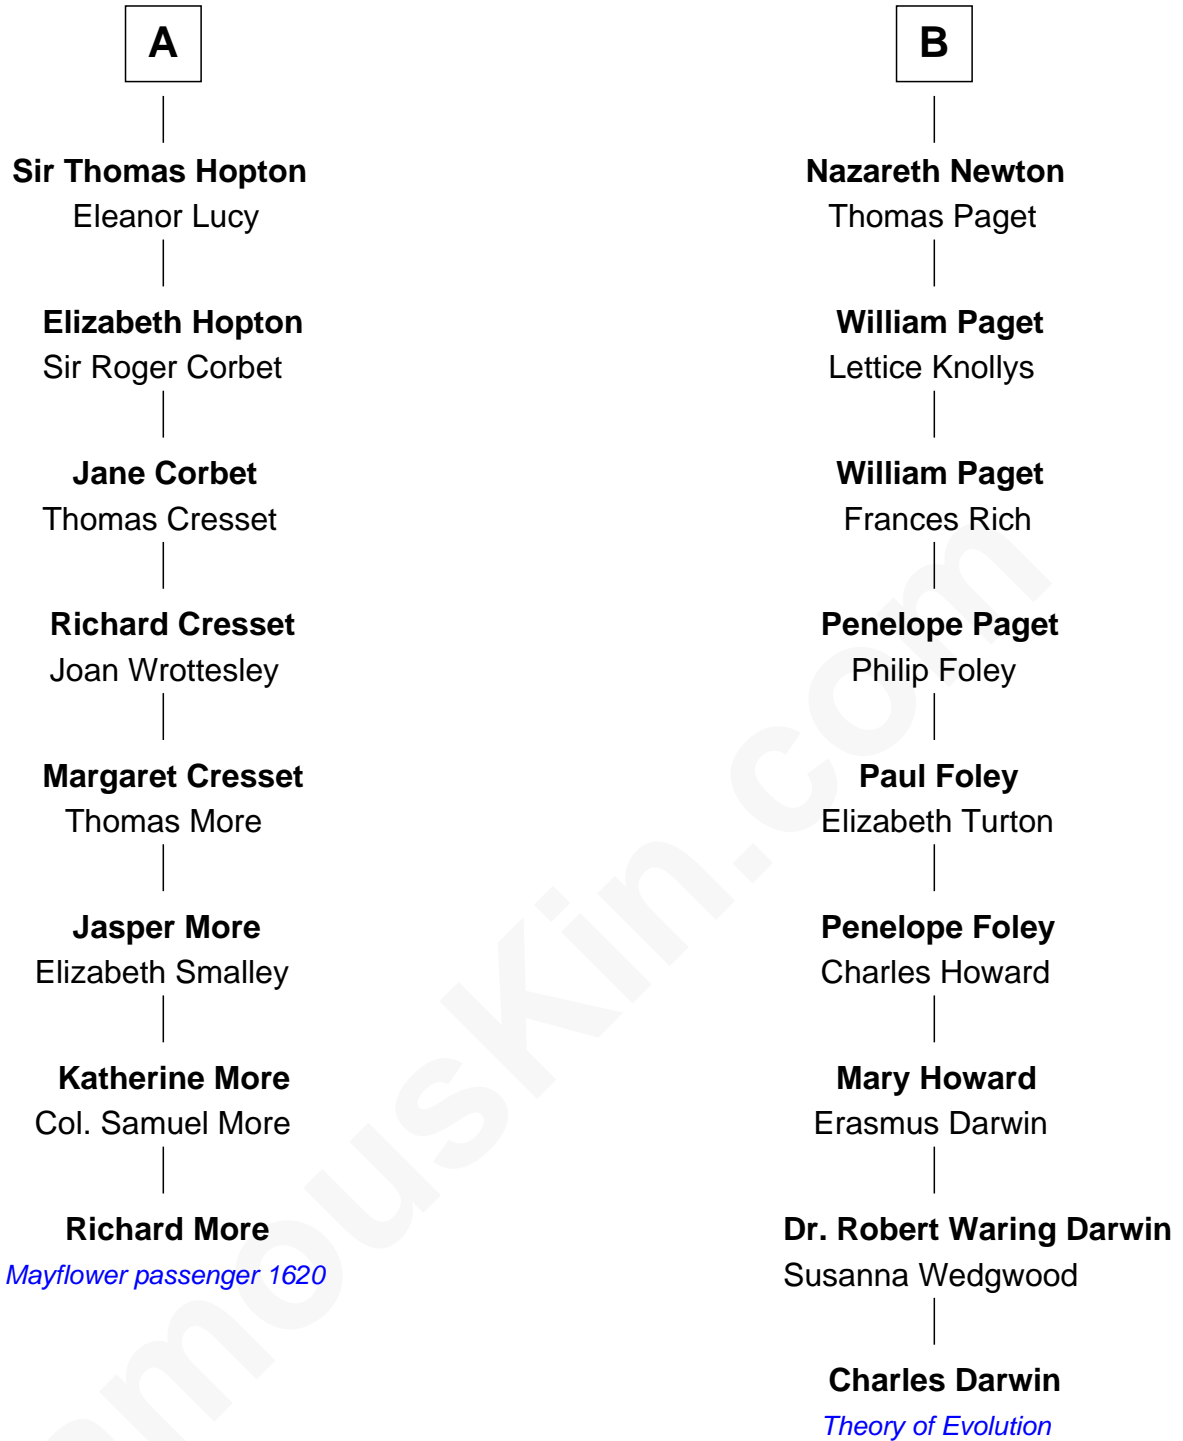 A
Sir Thomas Hopton
Eleanor Lucy
Elizabeth Hopton
Sir Roger Corbet
Jane Corbet
Thomas Cresset
Richard Cresset
Joan Wrottesley
Margaret Cresset
Thomas More
Jasper More
Elizabeth Smalley
Katherine More
Col. Samuel More
Richard More
Mayflower passenger 1620
B
Nazareth Newton
Thomas Paget
William Paget
Lettice Knollys
William Paget
Frances Rich
Penelope Paget
Philip Foley
Paul Foley
Elizabeth Turton
Penelope Foley
Charles Howard
Mary Howard
Erasmus Darwin
Dr. Robert Waring Darwin
Susanna Wedgwood
Charles Darwin
Theory of Evolution
amouskin.com